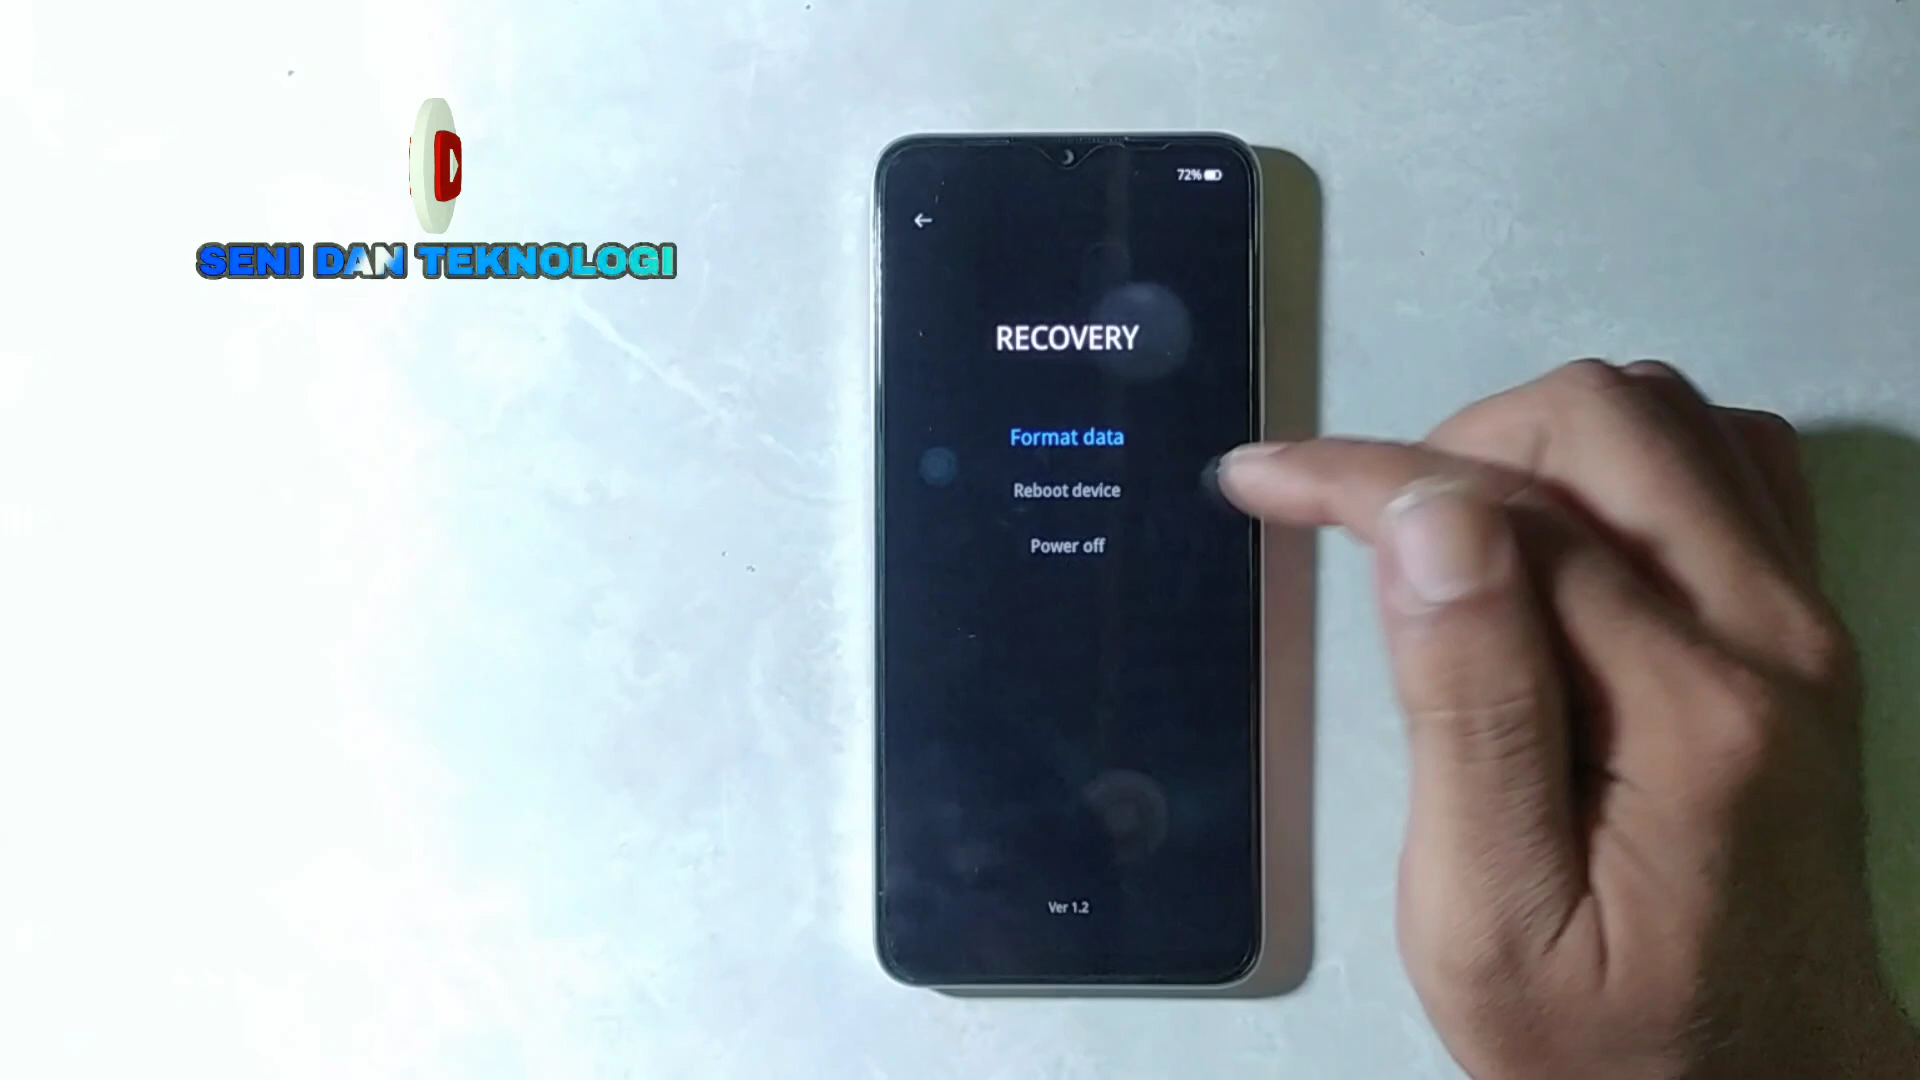 SENI DAN TEKNOLOGI
72%
RECOVERY
Format data
Reboot device
Power off
Ver 1.2